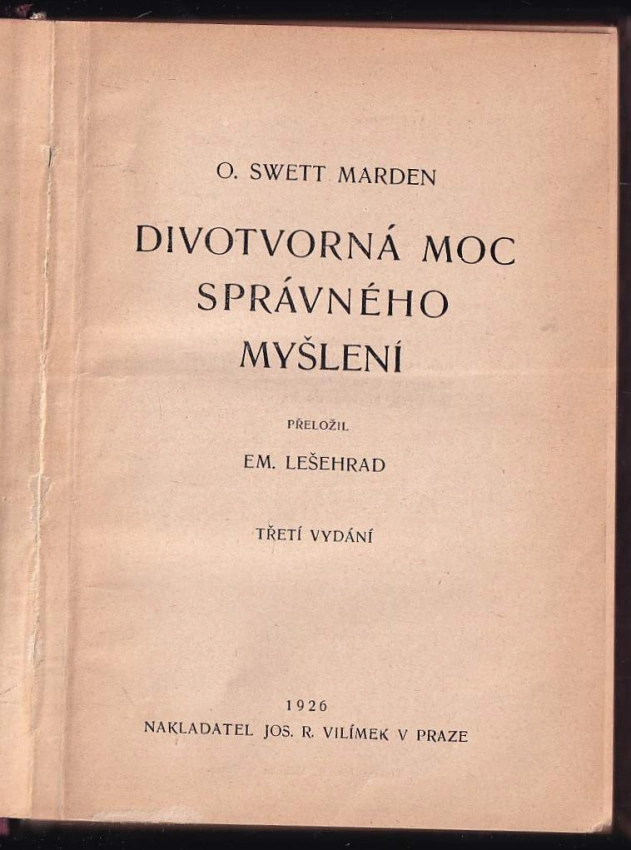 O. SWETT MARDEN
DIVOTVORNÁ MOC
SPRÁVNÉHO
MYŠLENÍ
PŘELOŽIL
EM. LEŠEHRAD
TŘETÍ VYDÁNÍ
1926
NAKLADATEL JOS. R. VILÍMEK V PRAZE